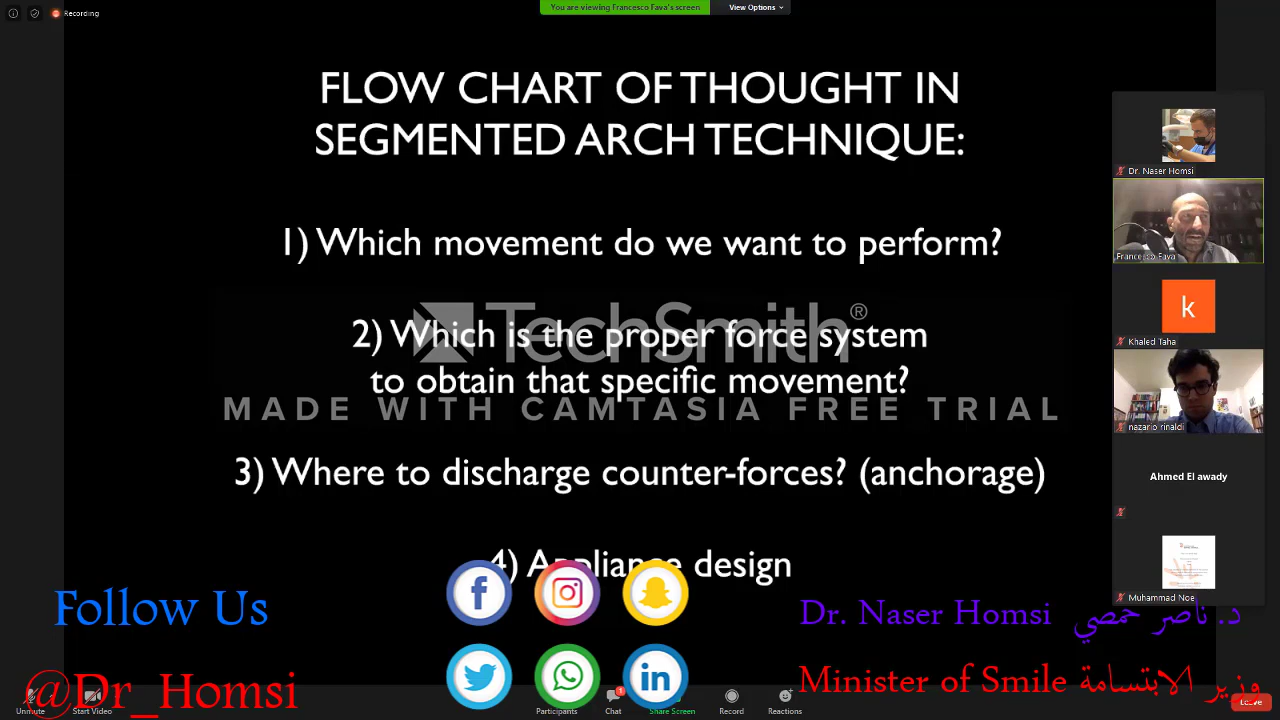 Recording
You are viewing Francesco Fava's screen
View Options
FLOW CHART OF THOUGHT IN
SEGMENTED ARCH TECHNIQUE:
1) Which movement do we want to perform?
2) Which is the proper force system
to obtain that specific movement?
TechSmith®
MADE WITH CAMTASIA FREE TRIAL
3) Where to discharge counter-forces? (anchorage)
4) Appliance design
Dr. Naser Homsi
Francesco Fava
k
Khaled Taha
nazario rinaldi
Ahmed El awady
Muhammad Noe
Follow Us
Dr. Naser Homsi د. ناصر حمصي
@Dr_Homsi
Minister of Smile وزير الابتسامة
Unmute
Start Video
Participants
Chat
1
Share Screen
Record
Reactions
Leave